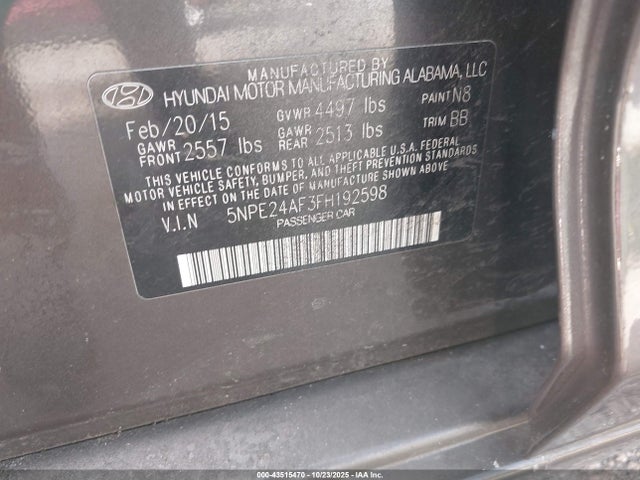 MANUFACTURED BY
HYUNDAI MOTOR MANUFACTURING ALABAMA, LLC
Feb/20/15 GVWR 4497 lbs PAINT N8
GAWR FRONT 2557 lbs GAWR REAR 2513 lbs TRIM BB
THIS VEHICLE CONFORMS TO ALL APPLICABLE U.S.A. FEDERAL
MOTOR VEHICLE SAFETY, BUMPER, AND THEFT PREVENTION STANDARDS
IN EFFECT ON THE DATE OF MANUFACTURE SHOWN ABOVE.
V.I.N 5NPE24AF3FH192598
PASSENGER CAR
000-43515470 - 10/23/2025 - IAA Inc.